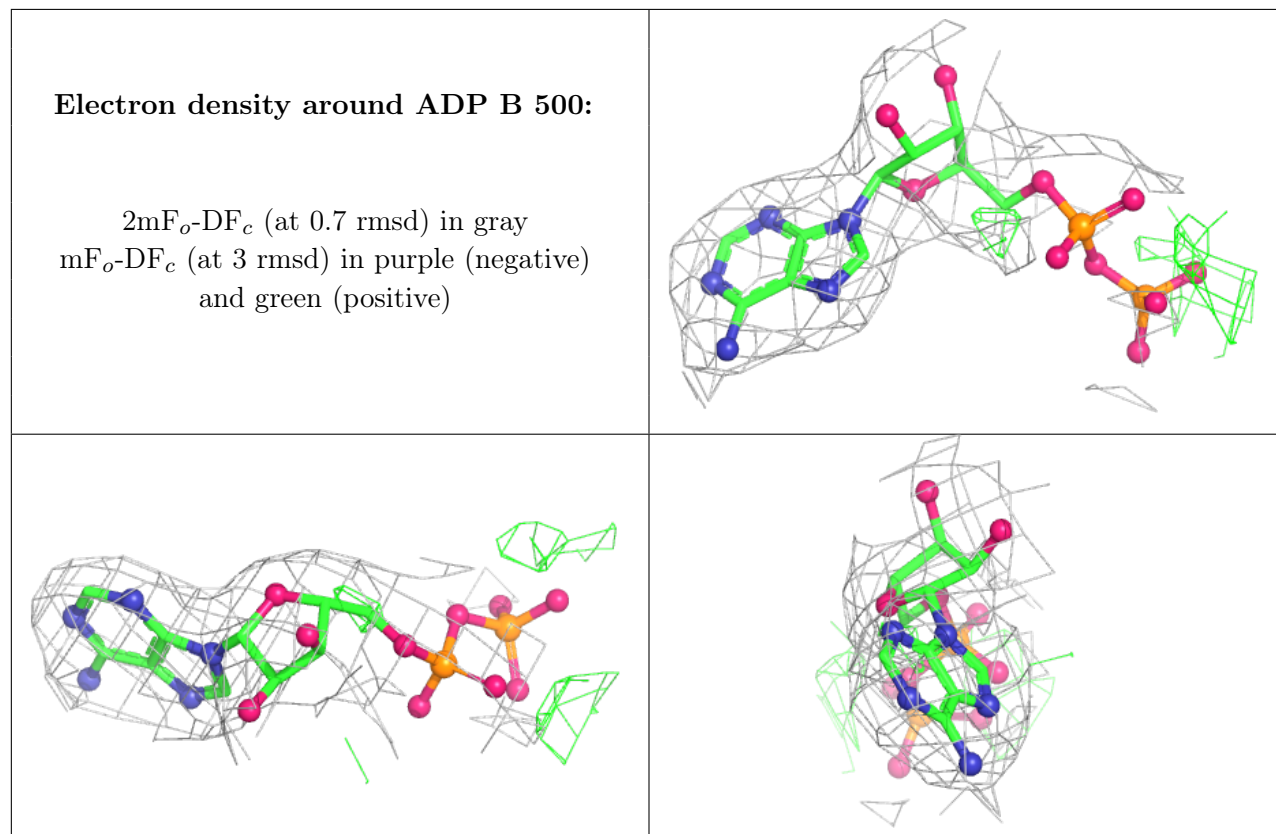 Electron density around ADP B 500:
2mFo-DFc (at 0.7 rmsd) in gray
mFo-DFc (at 3 rmsd) in purple (negative)
and green (positive)